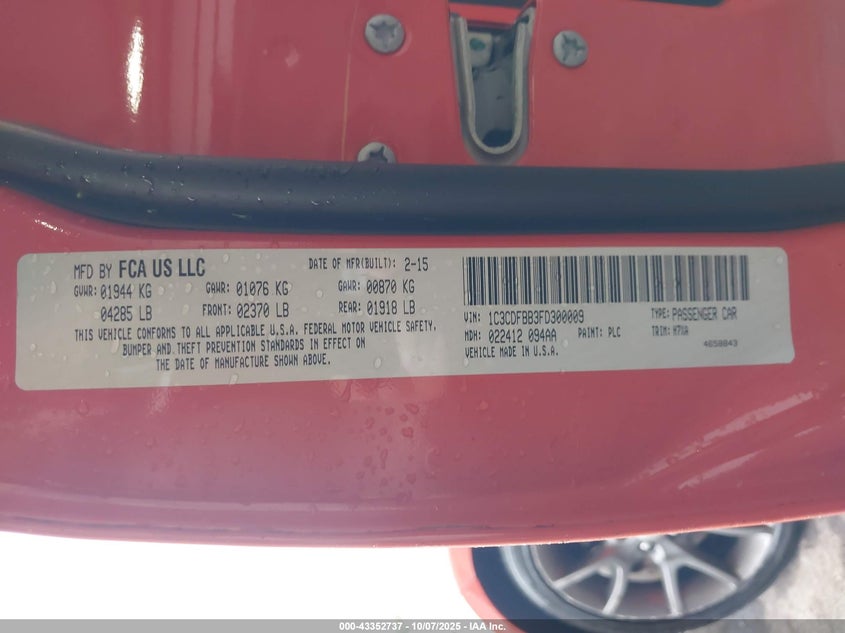 MFD BY FCA US LLC DATE OF MFR(BUILT): 2-15
GVWR: 01944 KG GAWR: 01076 KG GAWR: 00870 KG
04285 LB FRONT: 02370 LB REAR: 01918 LB
THIS VEHICLE CONFORMS TO ALL APPLICABLE U.S.A. FEDERAL MOTOR VEHICLE SAFETY,
BUMPER AND THEFT PREVENTION STANDARDS IN EFFECT ON
THE DATE OF MANUFACTURE SHOWN ABOVE.
VIN: 1C3CDFBB3FD300009 TYPE: PASSENGER CAR
MDH: 022412 094AA PAINT: PLC TRIM: H7XA
VEHICLE MADE IN U.S.A. 4658843
000-43352737 - 10/07/2025 - IAA Inc.